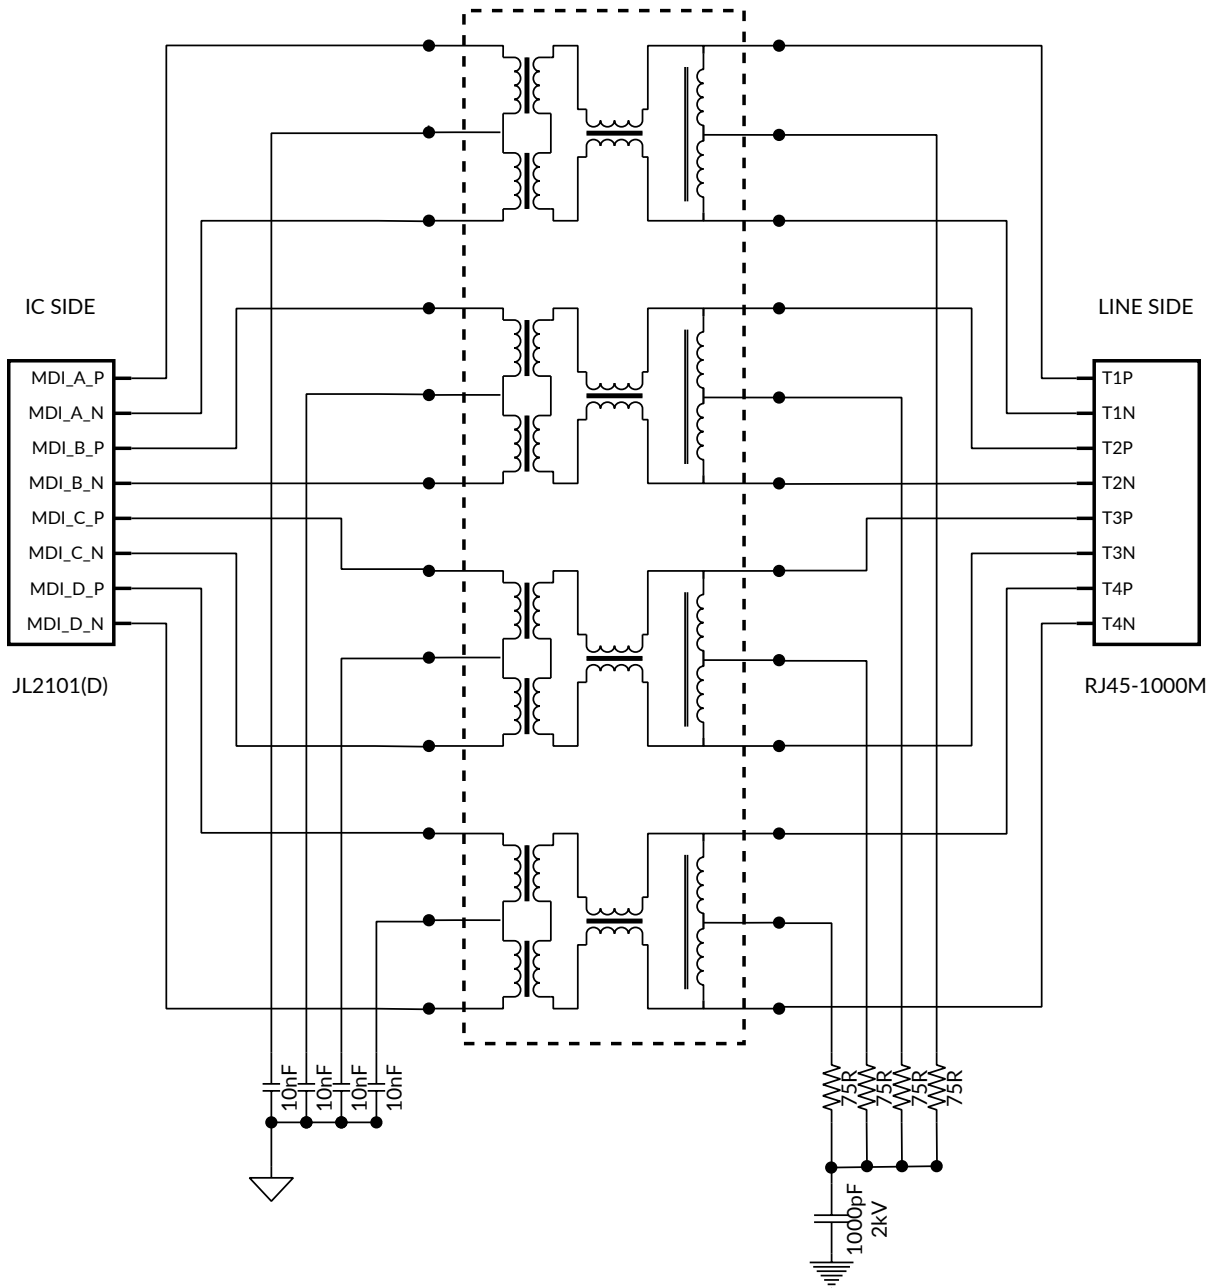 IC SIDE
LINE SIDE
MDI_A_P
MDI_A_N
MDI_B_P
MDI_B_N
MDI_C_P
MDI_C_N
MDI_D_P
MDI_D_N
JL2101(D)
T1P
T1N
T2P
T2N
T3P
T3N
T4P
T4N
RJ45-1000M
10nF
10nF
10nF
10nF
75R
75R
75R
75R
1000pF
2kV